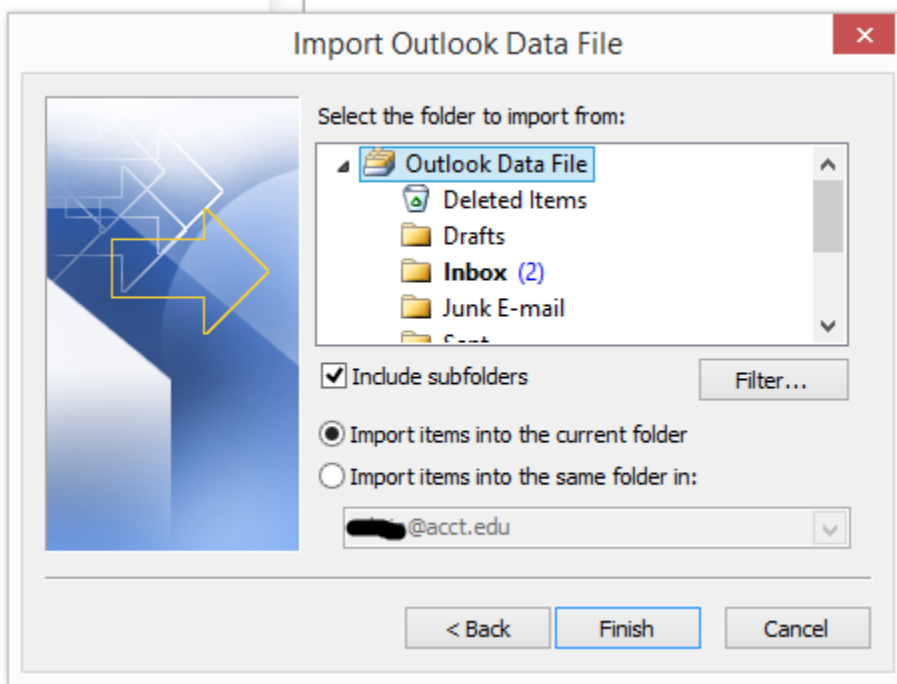 Import Outlook Data File
Select the folder to import from:
Outlook Data File
Deleted Items
Drafts
Inbox (2)
Junk E-mail
Include subfolders
Filter...
Import items into the current folder
Import items into the same folder in:
@acct.edu
< Back
Finish
Cancel